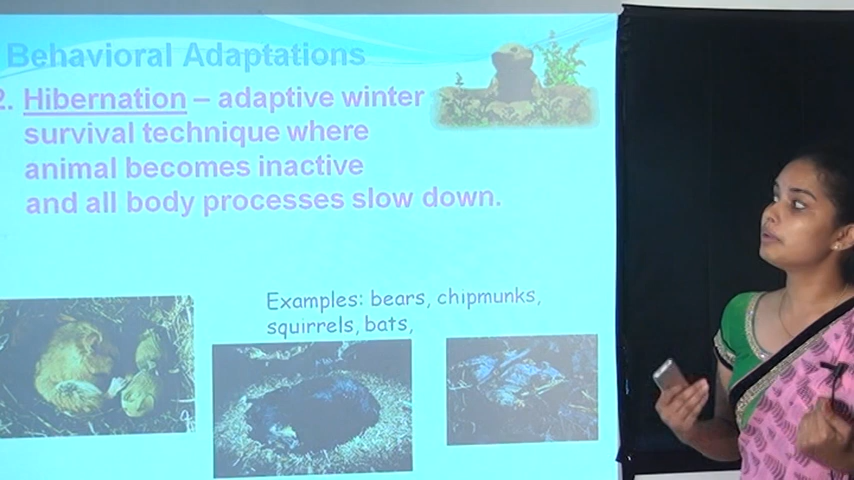 Behavioral Adaptations
2. Hibernation – adaptive winter
survival technique where
animal becomes inactive
and all body processes slow down.
Examples: bears, chipmunks,
squirrels, bats,